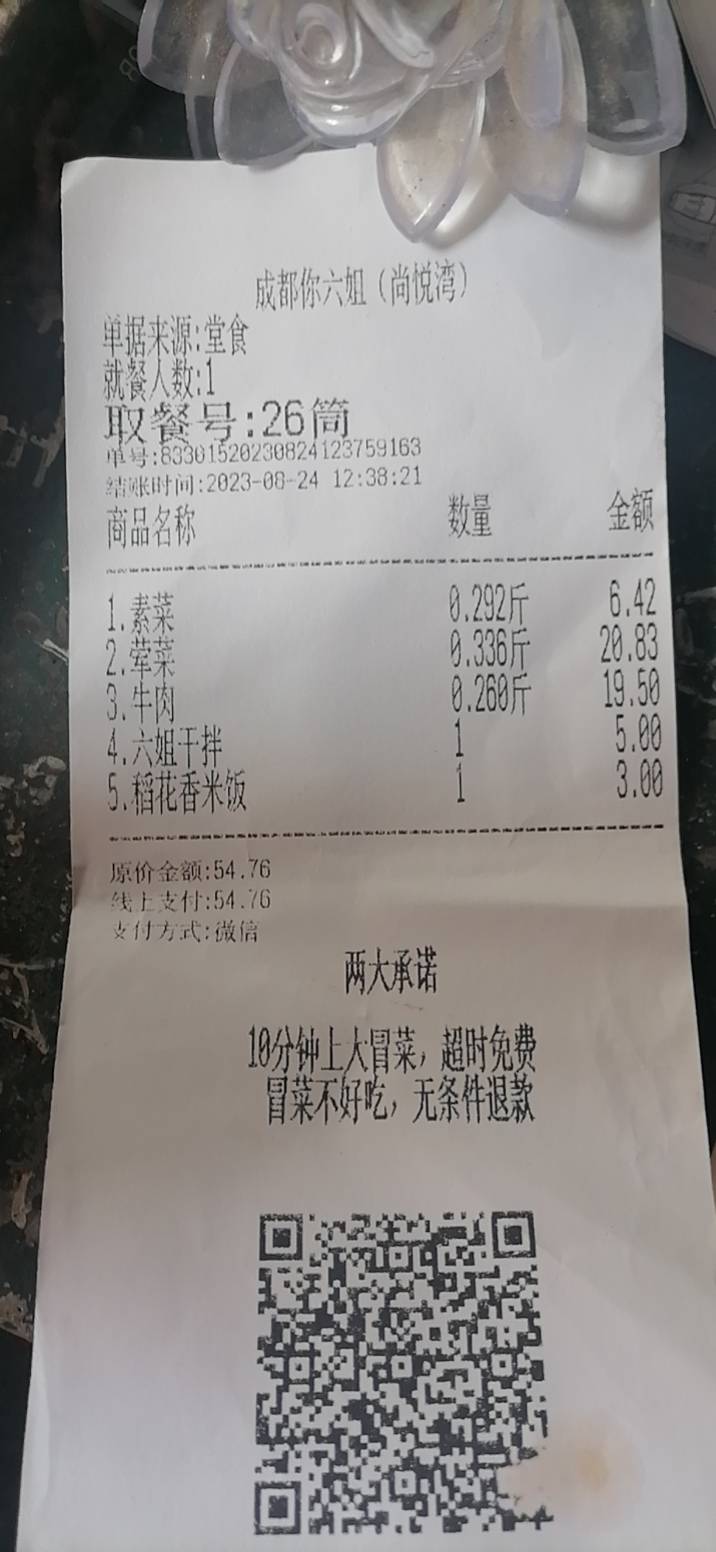 成都你六姐（尚悦湾）
单据来源:堂食
就餐人数:1
取餐号:26筒
单号:83301520230824123759163
结账时间:2023-08-24 12:38:21
商品名称 数量 金额
1.素菜 0.292斤 6.42
2.荤菜 0.336斤 20.83
3.牛肉 0.260斤 19.50
4.六姐干拌 1 5.00
5.稻花香米饭 1 3.00
原价金额:54.76
线上支付:54.76
支付方式:微信
两大承诺
10分钟上大冒菜，超时免费
冒菜不好吃，无条件退款